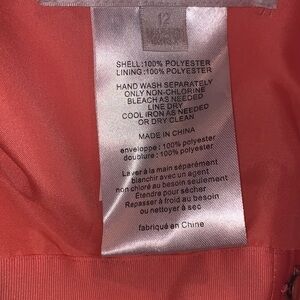 12
SHELL:100% POLYESTER
LINING:100% POLYESTER
HAND WASH SEPARATELY
ONLY NON-CHLORINE
BLEACH AS NEEDED
LINE DRY
COOL IRON AS NEEDED
OR DRY CLEAN
MADE IN CHINA
enveloppe : 100% polyester
doublure : 100% polyester
Laver à la main séparément
blanchir avec un agent
non chloré au besoin seulement
Étendre pour sécher
Repasser à froid au besoin
ou nettoyer à sec
fabriqué en Chine